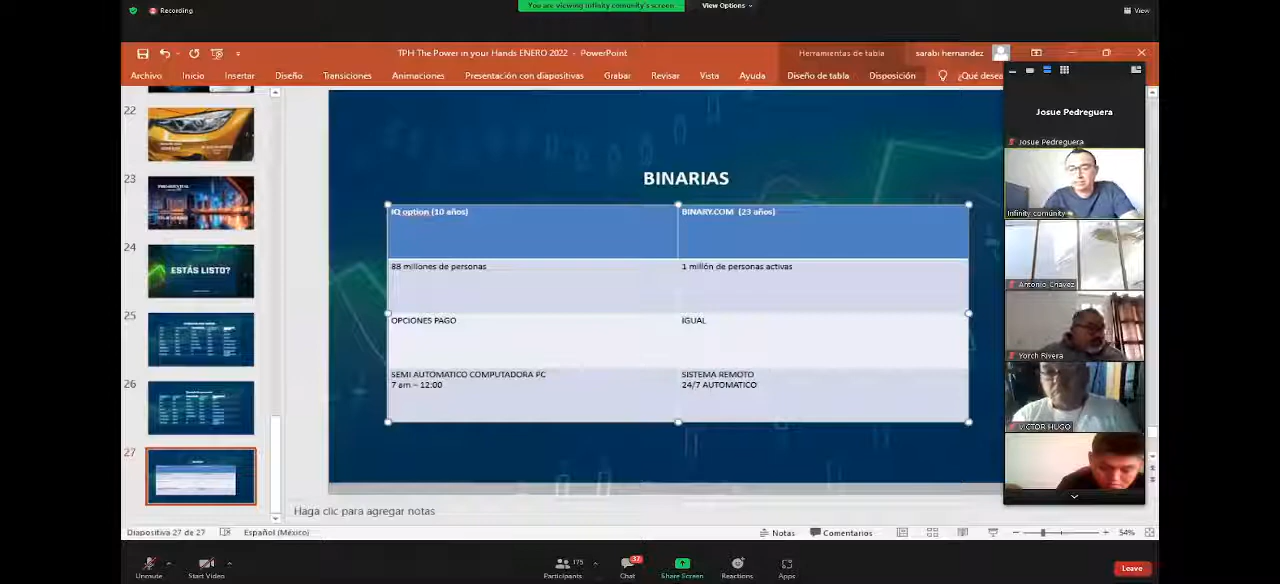 Recording
You are viewing Infinity comunity's screen
View Options
View
TPH The Power in your Hands ENERO 2022 - PowerPoint
Herramientas de tabla
sarabi hernandez
Archivo
Inicio
Insertar
Diseño
Transiciones
Animaciones
Presentación con diapositivas
Grabar
Revisar
Vista
Ayuda
Diseño de tabla
Disposición
¿Qué desea
22
23
24
ESTÁS LISTO?
25
26
27
BINARIAS
IQ option (10 años)
BINARY.COM (23 años)
88 millones de personas
1 millón de personas activas
OPCIONES PAGO
IGUAL
SEMI AUTOMATICO COMPUTADORA PC
7 am – 12:00
SISTEMA REMOTO
24/7 AUTOMATICO
Josue Pedreguera
Josue Pedreguera
Infinity comunity
Antonio Chavez
Yorch Rivera
VICTOR HUGO
Haga clic para agregar notas
Diapositiva 27 de 27
Español (México)
Notas
Comentarios
54%
Unmute
Start Video
175
Participants
37
Chat
Share Screen
Reactions
Apps
Leave